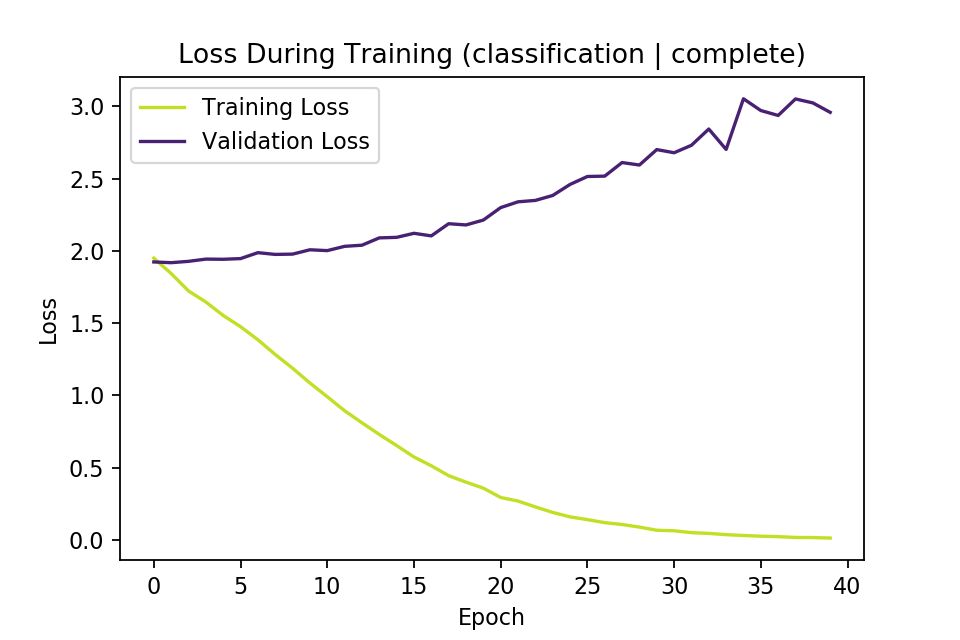 Loss During Training (classification | complete)
Training Loss
Validation Loss
3.0
2.5
2.0
1.5
1.0
0.5
0.0
Loss
0 5 10 15 20 25 30 35 40
Epoch